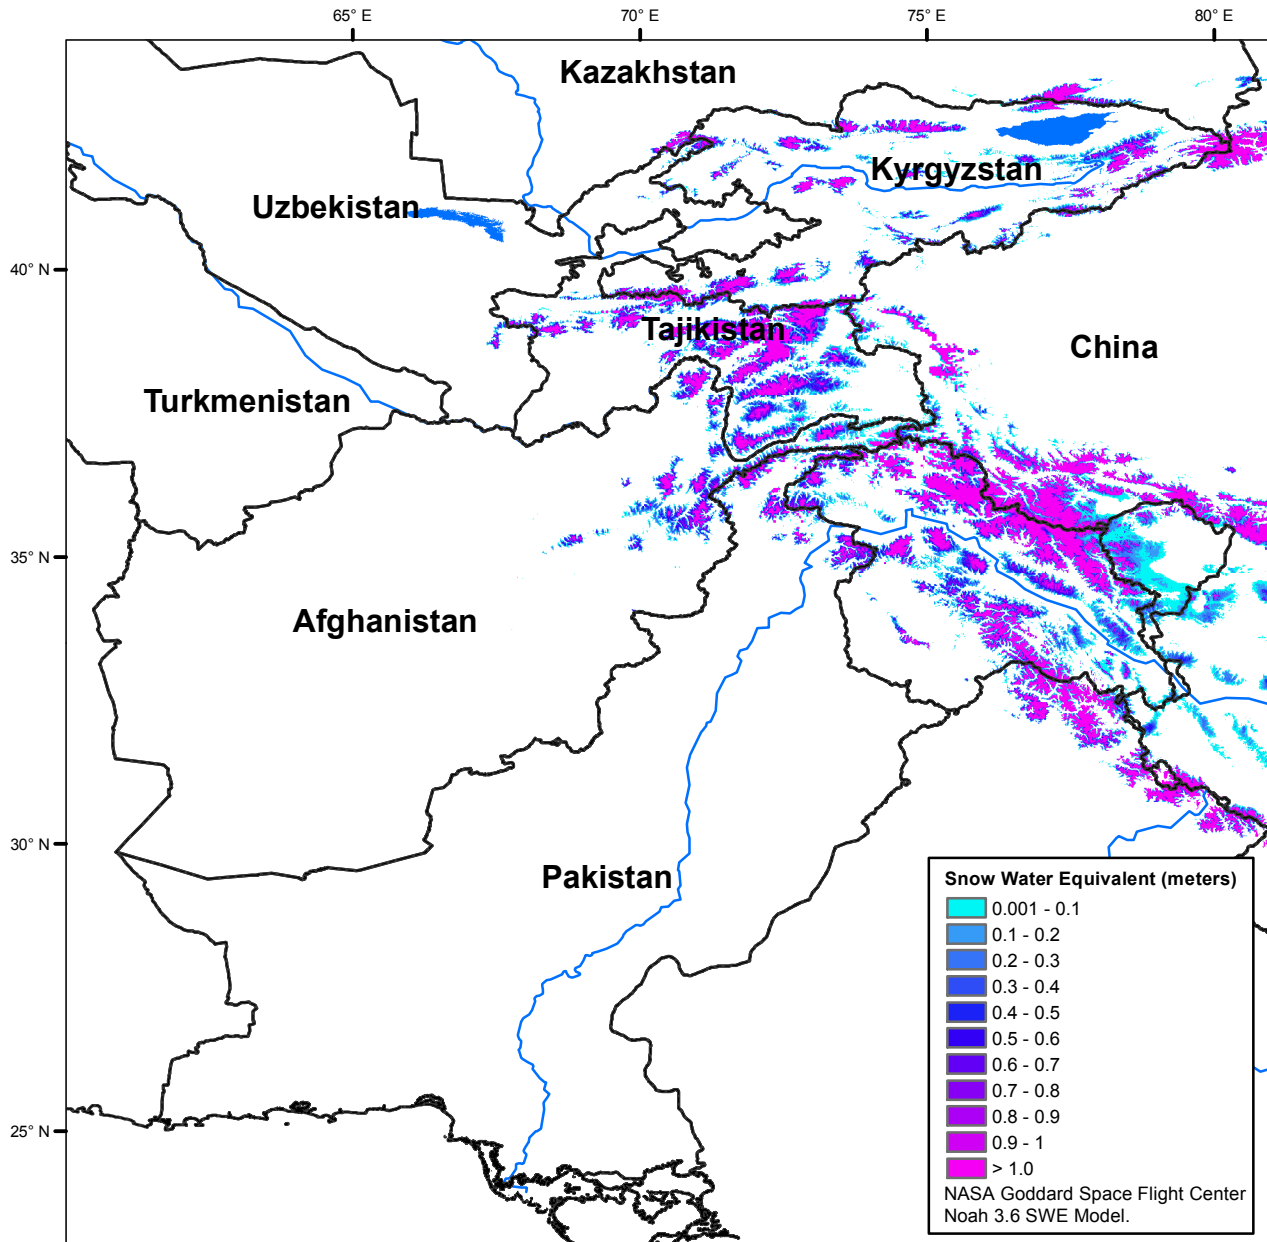 65° E
70° E
75° E
80° E
Kazakhstan
Kyrgyzstan
Uzbekistan
40° N
Tajikistan
China
Turkmenistan
35° N
Afghanistan
30° N
Pakistan
25° N
Snow Water Equivalent (meters)
0.001 - 0.1
0.1 - 0.2
0.2 - 0.3
0.3 - 0.4
0.4 - 0.5
0.5 - 0.6
0.6 - 0.7
0.7 - 0.8
0.8 - 0.9
0.9 - 1
> 1.0
NASA Goddard Space Flight Center
Noah 3.6 SWE Model.